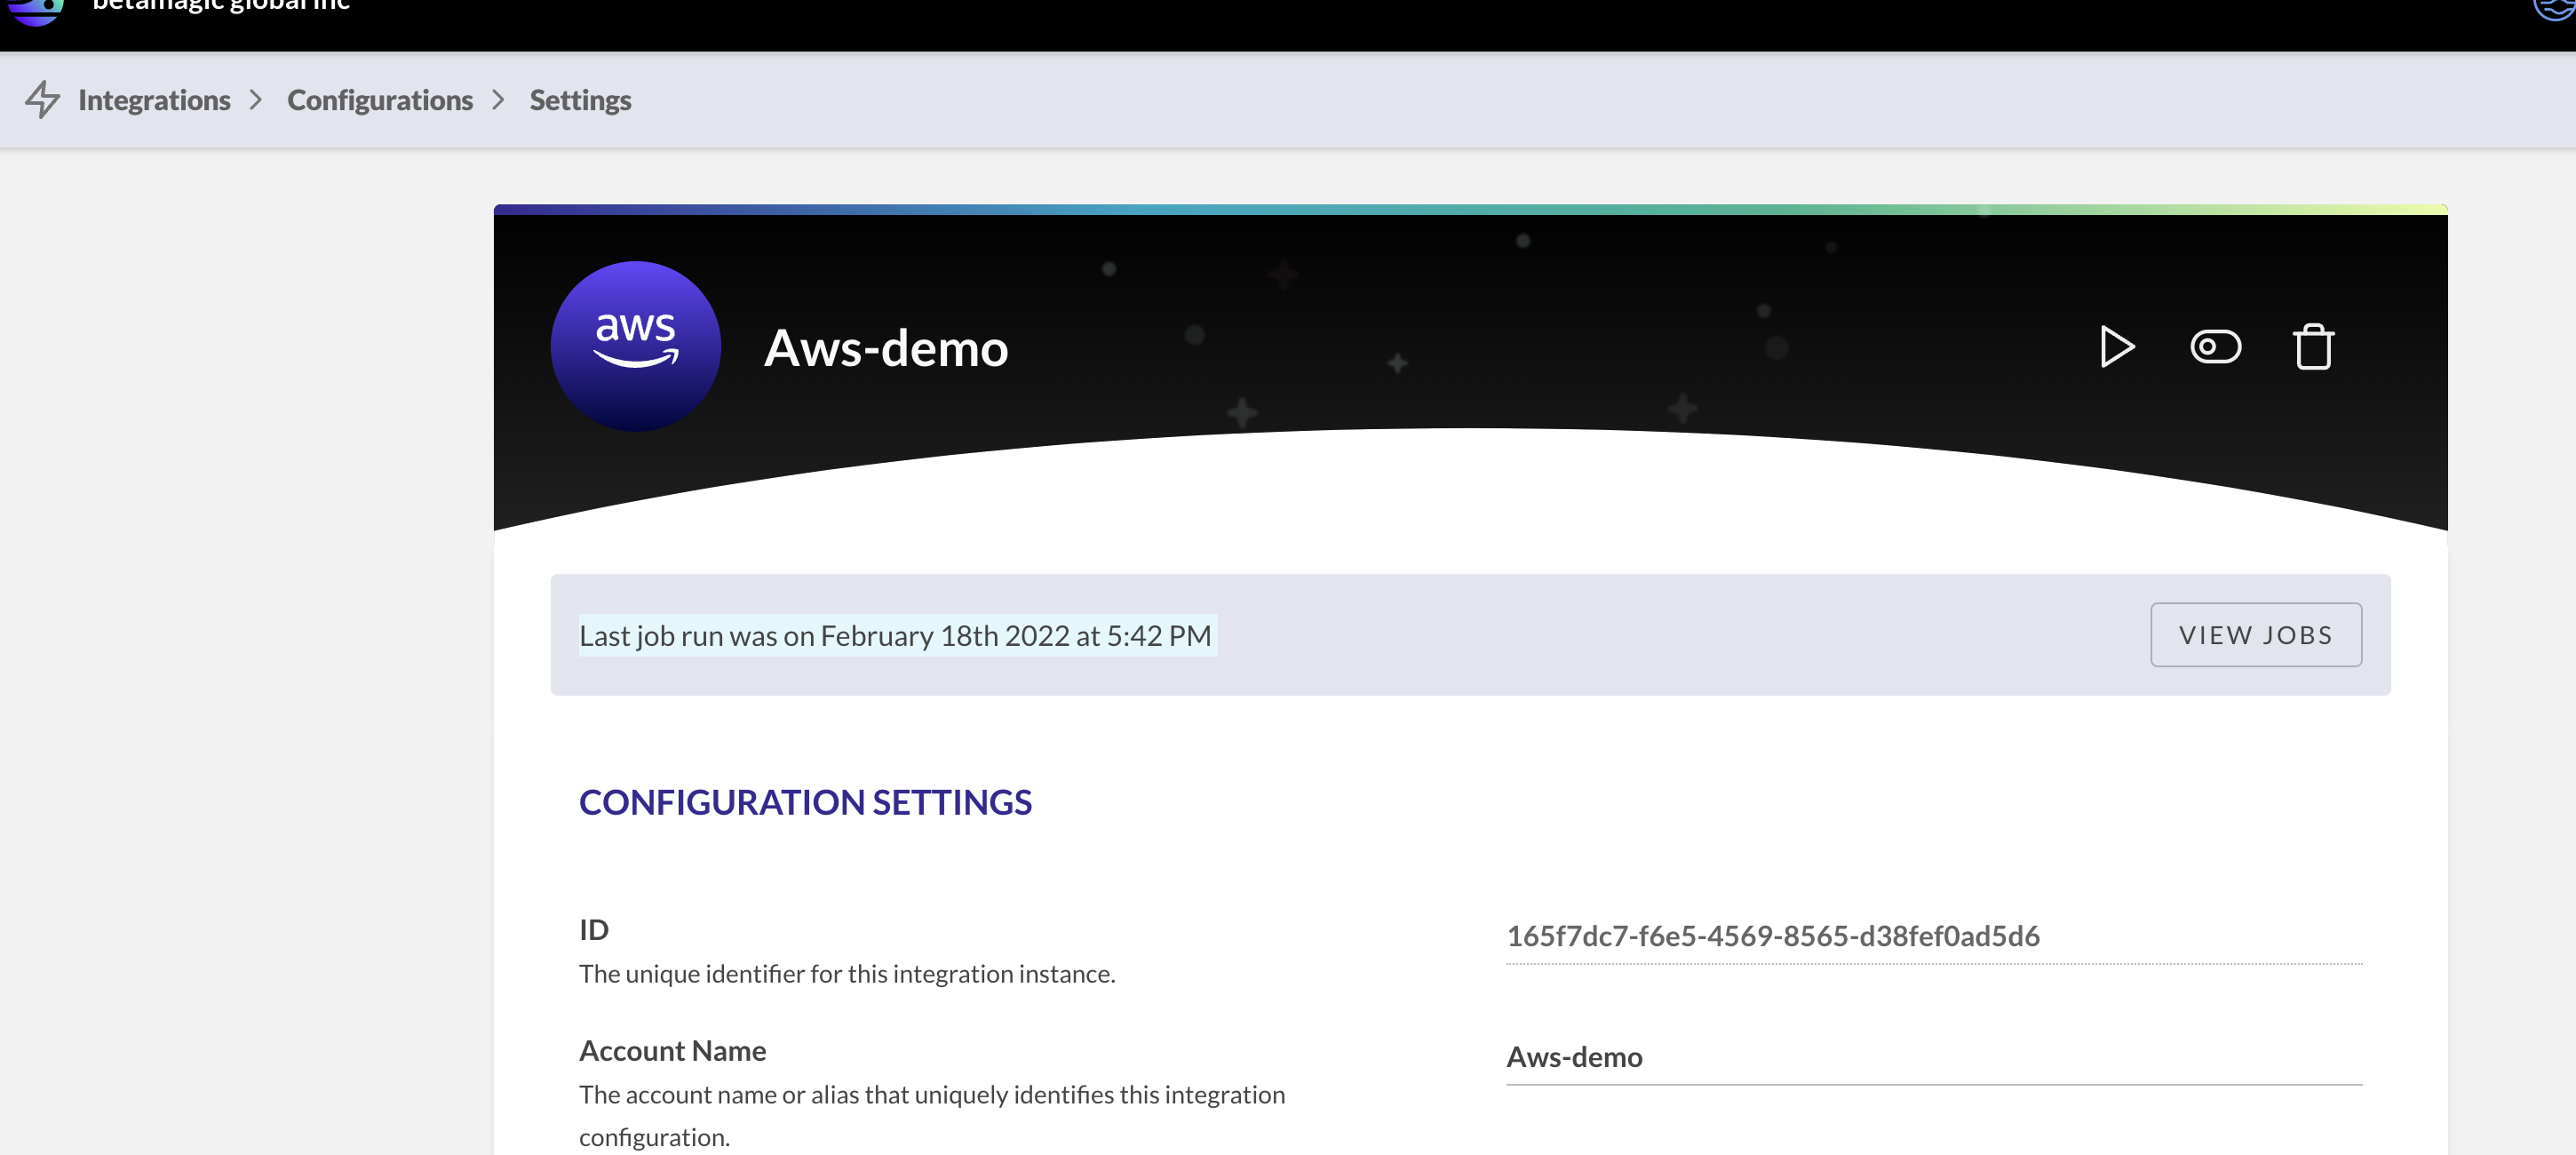 betamagic global inc
Integrations > Configurations > Settings
aws
Aws-demo
Last job run was on February 18th 2022 at 5:42 PM
VIEW JOBS
CONFIGURATION SETTINGS
ID
165f7dc7-f6e5-4569-8565-d38fef0ad5d6
The unique identifier for this integration instance.
Account Name
Aws-demo
The account name or alias that uniquely identifies this integration
configuration.